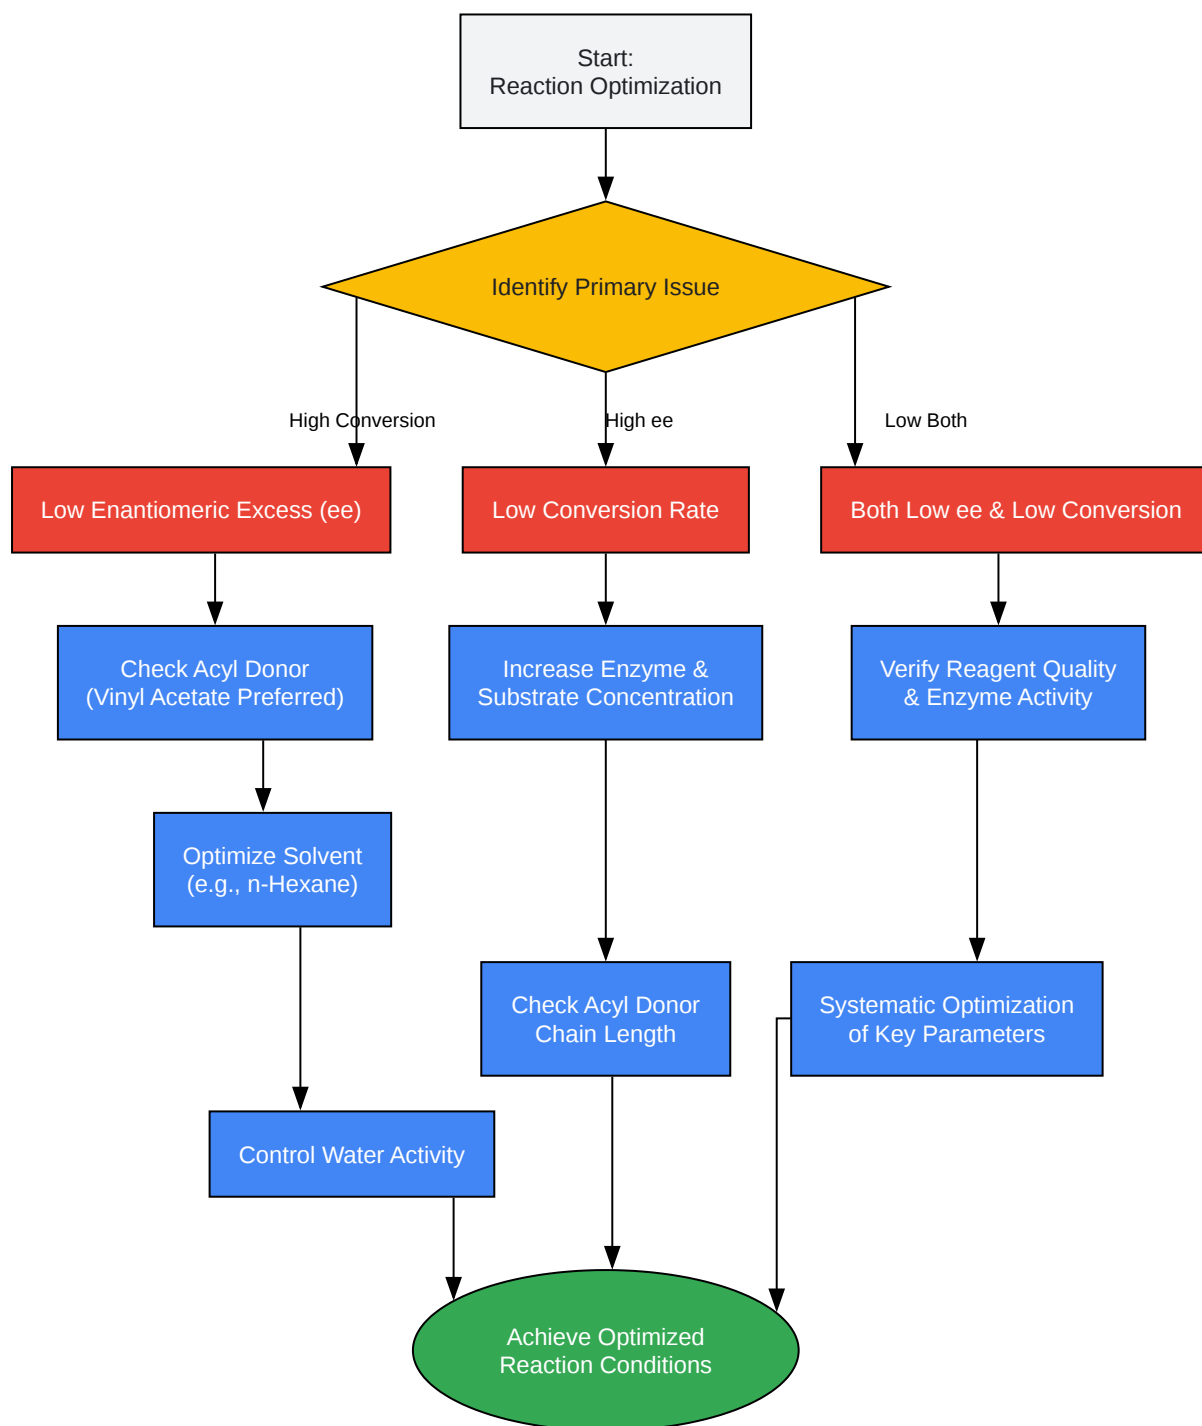 Start:
Reaction Optimization
Identify Primary Issue
High Conversion
High ee
Low Both
Low Enantiomeric Excess (ee)
Low Conversion Rate
Both Low ee & Low Conversion
Check Acyl Donor
(Vinyl Acetate Preferred)
Increase Enzyme &
Substrate Concentration
Verify Reagent Quality
& Enzyme Activity
Optimize Solvent
(e.g., n-Hexane)
Check Acyl Donor
Chain Length
Systematic Optimization
of Key Parameters
Control Water Activity
Achieve Optimized
Reaction Conditions